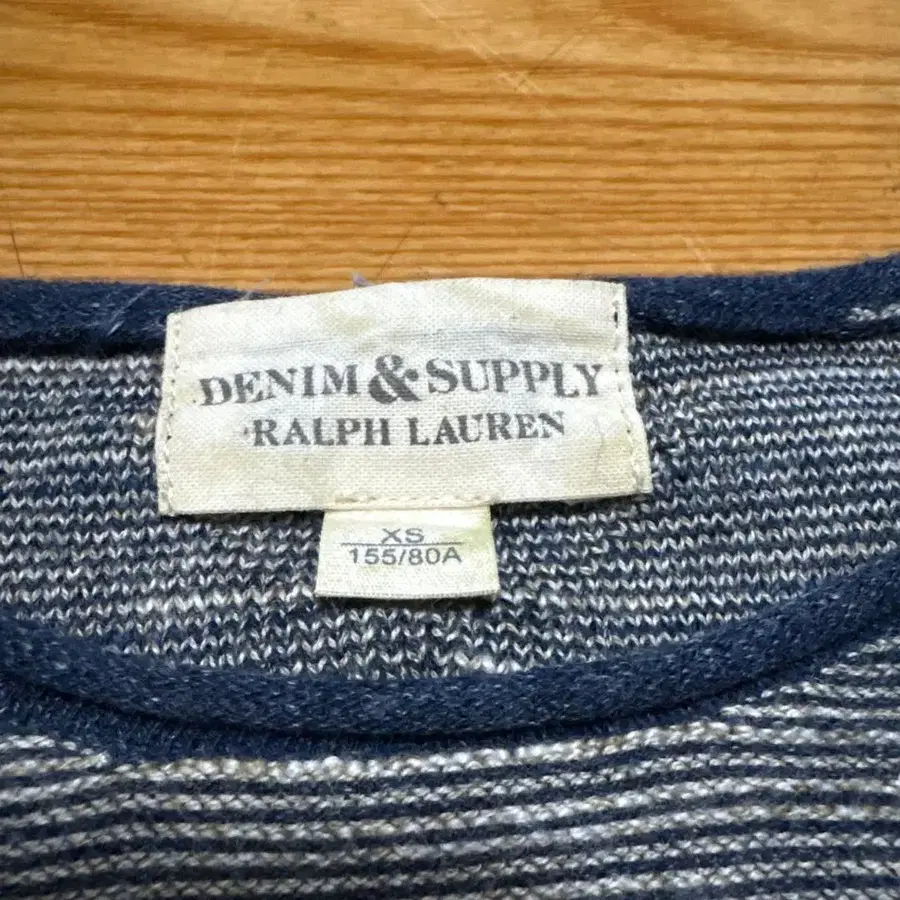 DENIM & SUPPLY
RALPH LAUREN
XS
155/80A